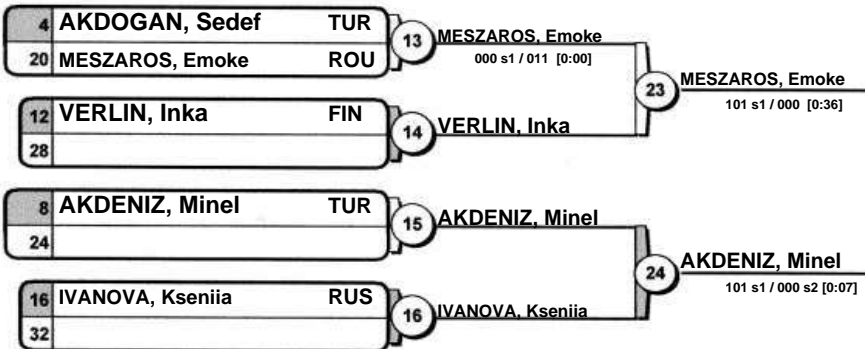 4 AKDOGAN, Sedef TUR
20 MESZAROS, Emoke ROU
13 MESZAROS, Emoke
000 s1 / 011 [0:00]
12 VERLIN, Inka FIN
28
14 VERLIN, Inka
23 MESZAROS, Emoke
101 s1 / 000 [0:36]
8 AKDENIZ, Minel TUR
24
15 AKDENIZ, Minel
16 IVANOVA, Kseniia RUS
32
16 IVANOVA, Kseniia
24 AKDENIZ, Minel
101 s1 / 000 s2 [0:07]